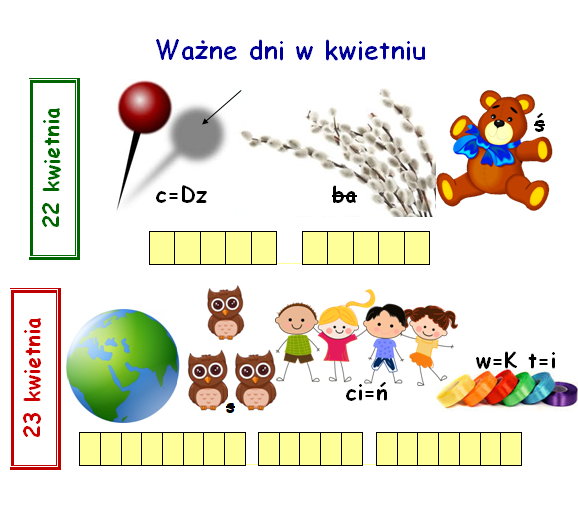 Ważne dni w kwietniu
22 kwietnia
c=Dz
ba
ś
23 kwietnia
s
ci=ń
w=K t=i